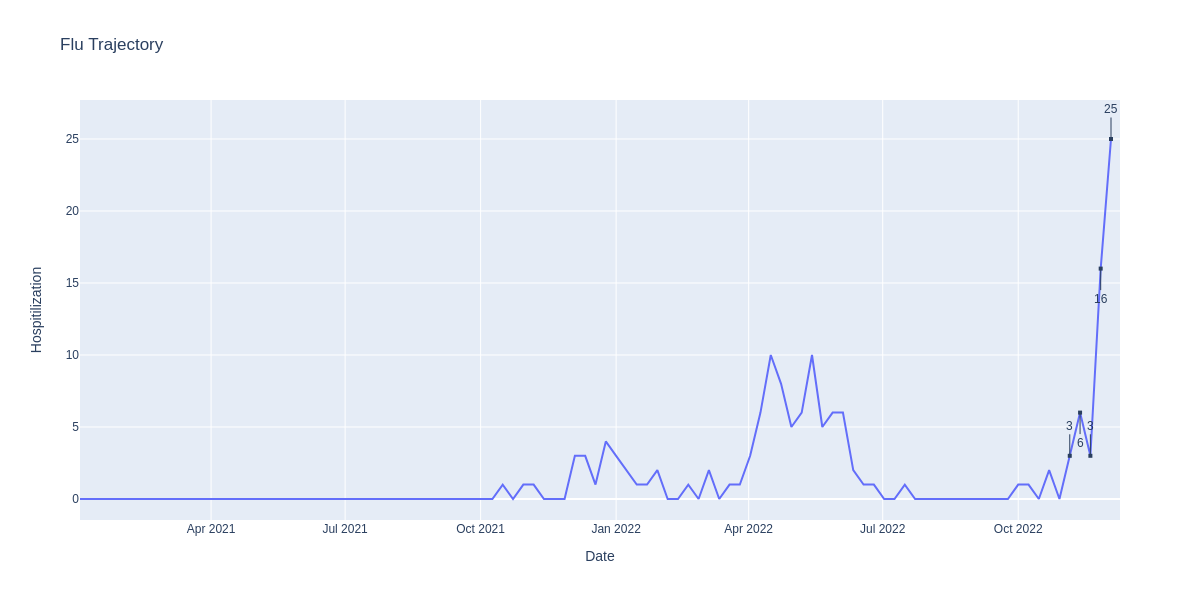 Flu Trajectory
25
25
20
15
16
10
5
3
3
6
0
Apr 2021
Jul 2021
Oct 2021
Jan 2022
Apr 2022
Jul 2022
Oct 2022
Date
Hospitilization